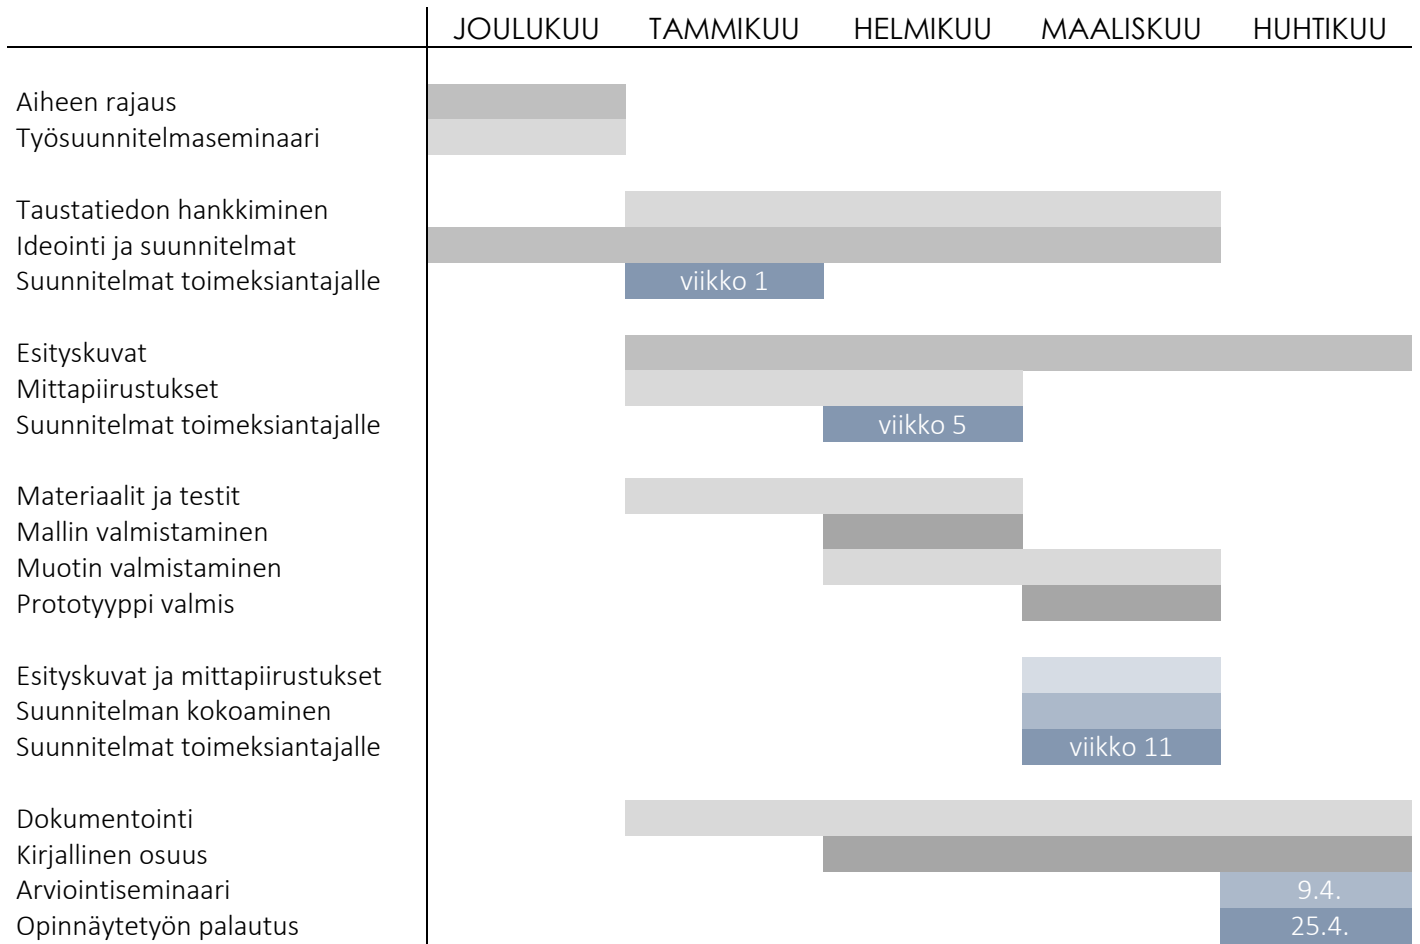 JOULUKUU TAMMIKUU HELMIKUU MAALISKUU HUHTIKUU
Aiheen rajaus
Työsuunnitelmaseminaari
Taustatiedon hankkiminen
Ideointi ja suunnitelmat
Suunnitelmat toimeksiantajalle viikko 1
Esityskuvat
Mittapiirustukset
Suunnitelmat toimeksiantajalle viikko 5
Materiaalit ja testit
Mallin valmistaminen
Muotin valmistaminen
Prototyyppi valmis
Esityskuvat ja mittapiirustukset
Suunnitelman kokoaminen
Suunnitelmat toimeksiantajalle viikko 11
Dokumentointi
Kirjallinen osuus
Arviointiseminaari 9.4.
Opinnäytetyön palautus 25.4.